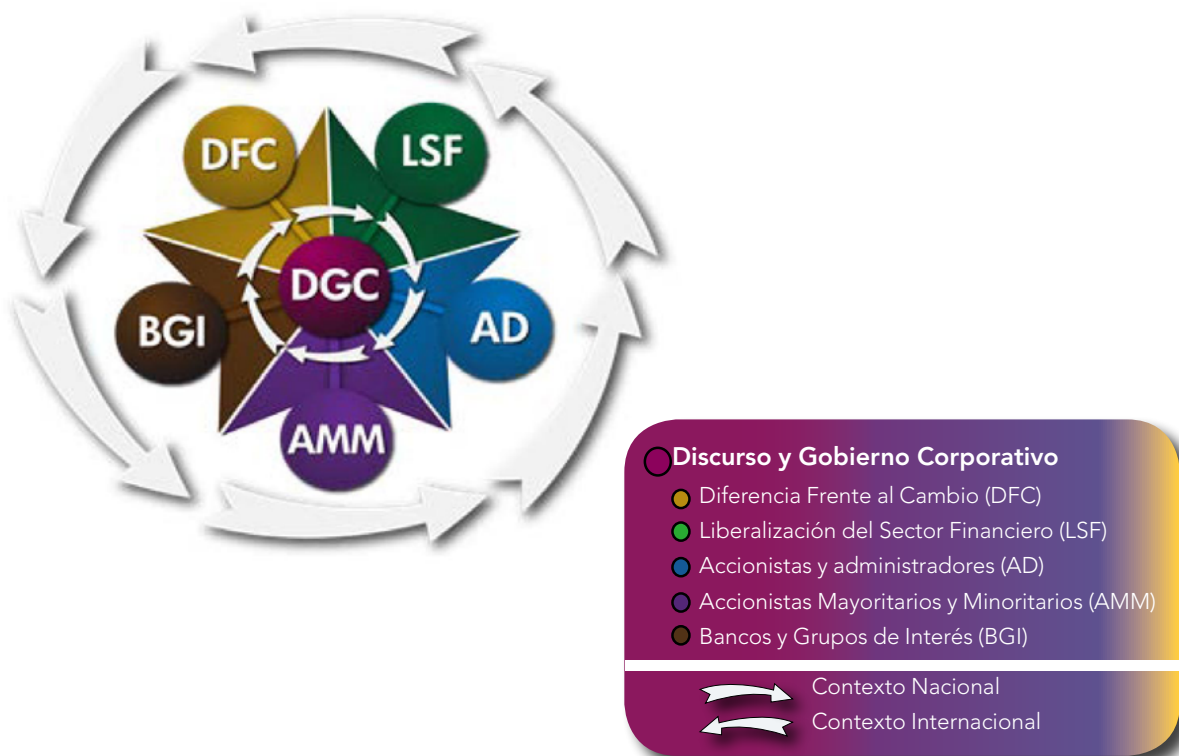 DFC
LSF
DGC
BGI
AD
AMM
Discurso y Gobierno Corporativo
Diferencia Frente al Cambio (DFC)
Liberalización del Sector Financiero (LSF)
Accionistas y administradores (AD)
Accionistas Mayoritarios y Minoritarios (AMM)
Bancos y Grupos de Interés (BGI)
Contexto Nacional
Contexto Internacional